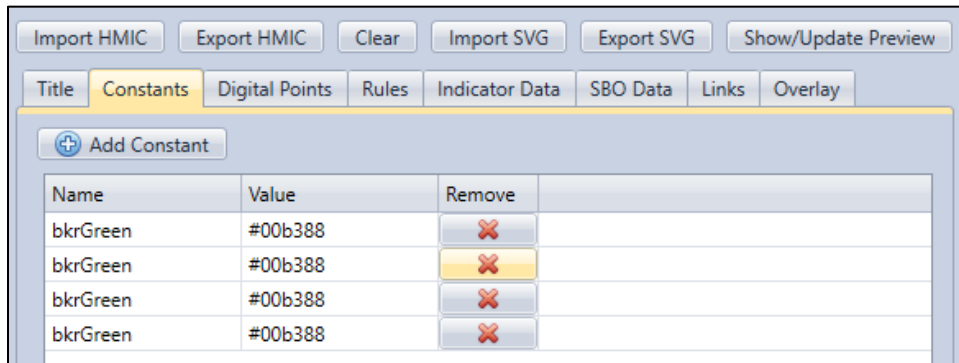 Import HMIC Export HMIC Clear Import SVG Export SVG Show/Update Preview
Title Constants Digital Points Rules Indicator Data SBO Data Links Overlay
Add Constant
Name Value Remove
bkrGreen #00b388
bkrGreen #00b388
bkrGreen #00b388
bkrGreen #00b388